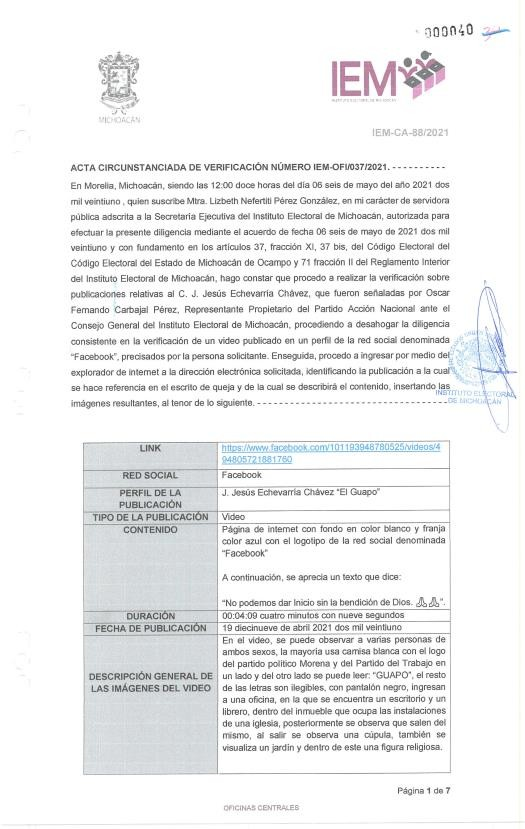 000040
MICHOACÁN
IEM
INSTITUTO ELECTORAL DE MICHOACÁN
IEM-CA-88/2021
ACTA CIRCUNSTANCIADA DE VERIFICACIÓN NÚMERO IEM-OFI/037/2021. - - - - - - - - - -
En Morelia, Michoacán, siendo las 12:00 doce horas del día 06 seis de mayo del año 2021 dos
mil veintiuno , quien suscribe Mtra. Lizbeth Nefertiti Pérez González, en mi carácter de servidora
pública adscrita a la Secretaría Ejecutiva del Instituto Electoral de Michoacán, autorizada para
efectuar la presente diligencia mediante el acuerdo de fecha 06 seis de mayo de 2021 dos mil
veintiuno y con fundamento en los artículos 37, fracción XI, 37 bis, del Código Electoral del
Código Electoral del Estado de Michoacán de Ocampo y 71 fracción II del Reglamento Interior
del Instituto Electoral de Michoacán, hago constar que procedo a realizar la verificación sobre
publicaciones relativas al C. J. Jesús Echevarría Chávez, que fueron señaladas por Oscar
Fernando Carbajal Pérez, Representante Propietario del Partido Acción Nacional ante el
Consejo General del Instituto Electoral de Michoacán, procediendo a desahogar la diligencia
consistente en la verificación de un video publicado en un perfil de la red social denominada
“Facebook”, precisados por la persona solicitante. Enseguida, procedo a ingresar por medio del
explorador de internet a la dirección electrónica solicitada, identificando la publicación a la cual
se hace referencia en el escrito de queja y de la cual se describirá el contenido, insertando las
imágenes resultantes, al tenor de lo siguiente. - - - - - - - - - - - - - - - - - - - - - - - - - - - - - -
INSTITUTO ELECTORAL
DE MICHOACÁN
LINK
https://www.facebook.com/101193948780525/videos/4
94805721881760
RED SOCIAL
Facebook
PERFIL DE LA
PUBLICACIÓN
J. Jesús Echevarría Chávez “El Guapo”
TIPO DE LA PUBLICACIÓN
Video
CONTENIDO
Página de internet con fondo en color blanco y franja
color azul con el logotipo de la red social denominada
“Facebook”
A continuación, se aprecia un texto que dice:
“No podemos dar Inicio sin la bendición de Dios. 🙏🙏”.
DURACIÓN
00:04:09 cuatro minutos con nueve segundos
FECHA DE PUBLICACIÓN
19 diecinueve de abril 2021 dos mil veintiuno
DESCRIPCIÓN GENERAL DE
LAS IMÁGENES DEL VIDEO
En el video, se puede observar a varias personas de
ambos sexos, la mayoría usa camisa blanca con el logo
del partido político Morena y del Partido del Trabajo en
un lado y del otro lado se puede leer: “GUAPO”, el resto
de las letras son ilegibles, con pantalón negro, ingresan
a una oficina, en la que se encuentra un escritorio y un
librero, dentro del inmueble que ocupa las instalaciones
de una iglesia, posteriormente se observa que salen del
mismo, al salir se observa una cúpula, también se
visualiza un jardín y dentro de este una figura religiosa.
Página 1 de 7
OFICINAS CENTRALES